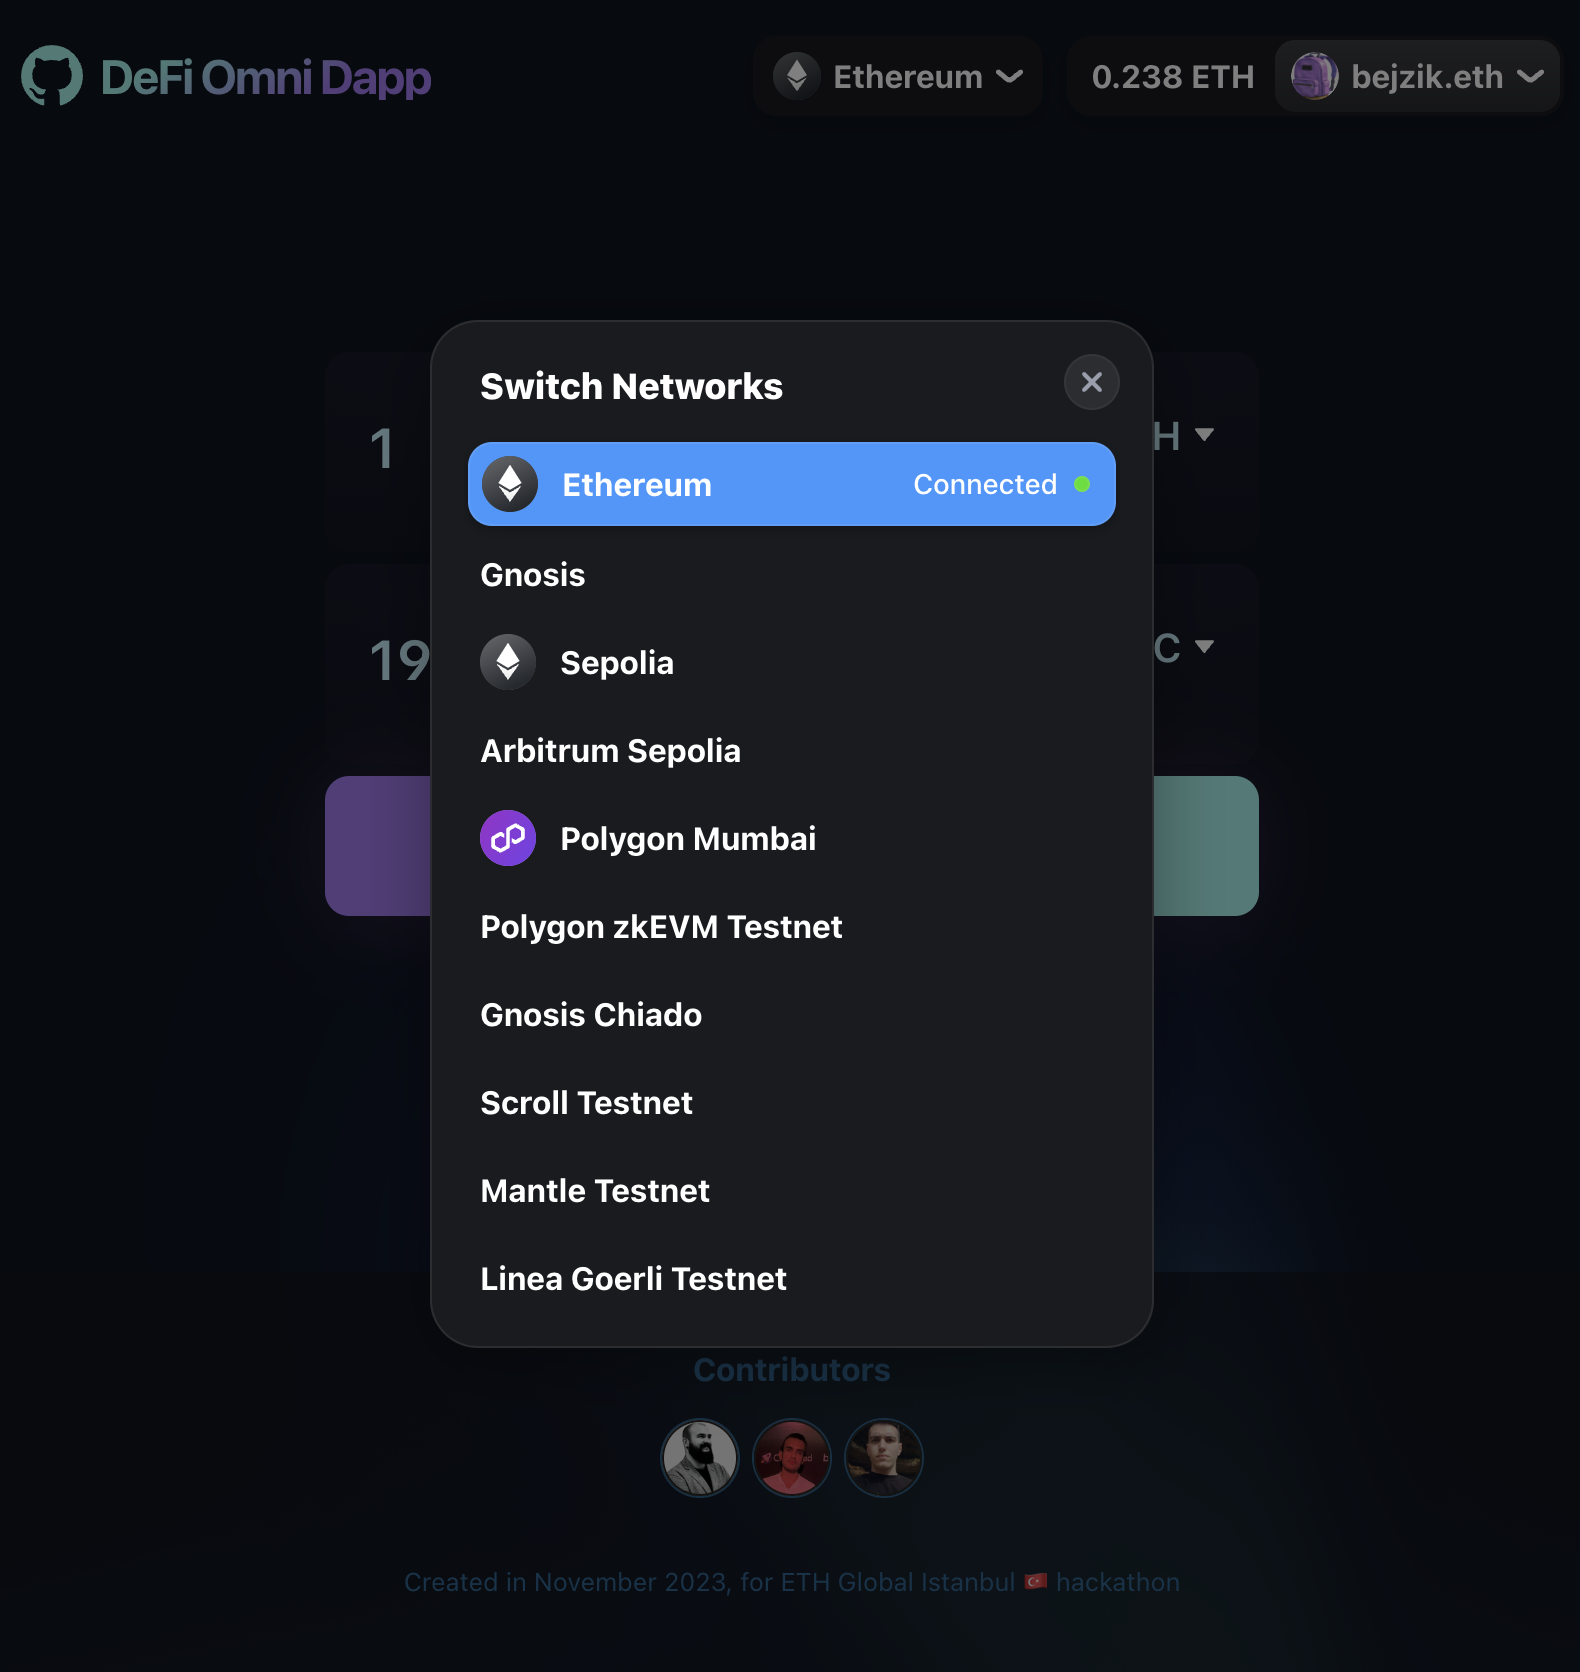 DeFi Omni Dapp
Ethereum
0.238 ETH
bejzik.eth
Switch Networks
1
H
Ethereum
Connected
Gnosis
19
C
Sepolia
Arbitrum Sepolia
Polygon Mumbai
Polygon zkEVM Testnet
Gnosis Chiado
Scroll Testnet
Mantle Testnet
Linea Goerli Testnet
Contributors
Created in November 2023, for ETH Global Istanbul 🇹🇷 hackathon